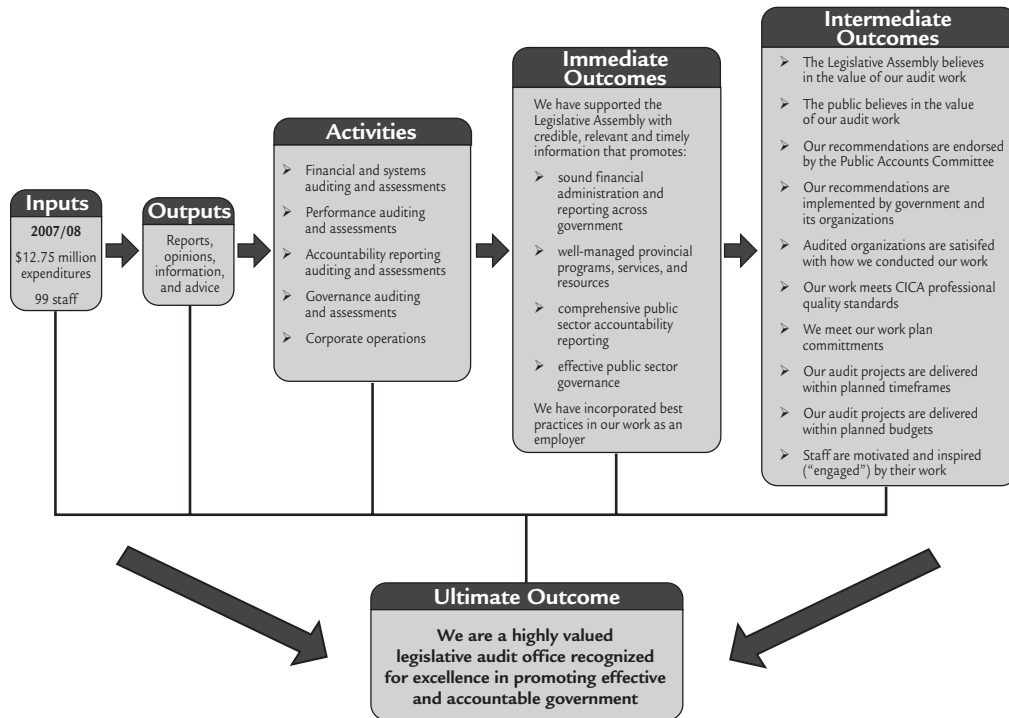 Inputs
2007/08
$12.75 million
expenditures
99 staff
Outputs
Reports,
opinions,
information,
and advice
Activities
➢ Financial and systems
auditing and assessments
➢ Performance auditing
and assessments
➢ Accountability reporting
auditing and assessments
➢ Governance auditing
and assessments
➢ Corporate operations
Immediate
Outcomes
We have supported the
Legislative Assembly with
credible, relevant and timely
information that promotes:
➢ sound financial
administration and
reporting across
government
➢ well-managed provincial
programs, services, and
resources
➢ comprehensive public
sector accountability
reporting
➢ effective public sector
governance
We have incorporated best
practices in our work as an
employer
Intermediate
Outcomes
➢ The Legislative Assembly believes
in the value of our audit work
➢ The public believes in the value
of our audit work
➢ Our recommendations are endorsed
by the Public Accounts Committee
➢ Our recommendations are
implemented by government and
its organizations
➢ Audited organizations are satisifed
with how we conducted our work
➢ Our work meets CICA professional
quality standards
➢ We meet our work plan
committments
➢ Our audit projects are delivered
within planned timeframes
➢ Our audit projects are delivered
within planned budgets
➢ Staff are motivated and inspired
(“engaged”) by their work
Ultimate Outcome
We are a highly valued
legislative audit office recognized
for excellence in promoting effective
and accountable government